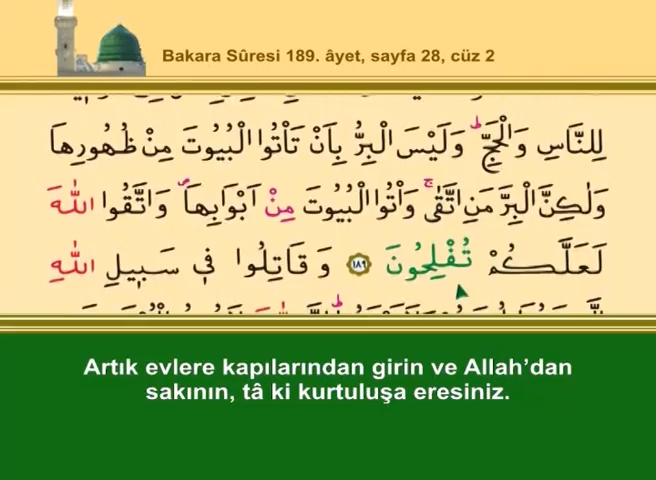 Bakara Sûresi 189. âyet, sayfa 28, cüz 2
لِلنَّاسِ وَالْحَجِّۜ وَلَيْسَ الْبِرُّ بِاَنْ تَأْتُوا الْبُيُوتَ مِنْ ظُهُورِهَا
وَلٰكِنَّ الْبِرَّ مَنِ اتَّقٰىۚ وَأْتُوا الْبُيُوتَ مِنْ اَبْوَابِهَاۖ وَاتَّقُوا اللّٰهَ
لَعَلَّكُمْ تُفْلِحُونَ ﴿١٨٩﴾ وَقَاتِلُوا فٖي سَبٖيلِ اللّٰهِ
Artık evlere kapılarından girin ve Allah’dan
sakının, tâ ki kurtuluşa eresiniz.